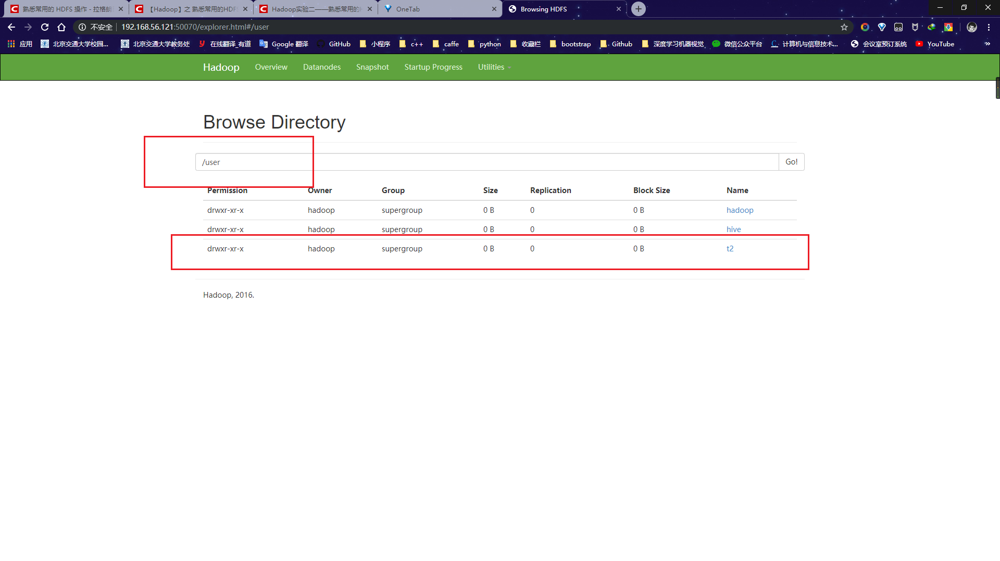 熟悉常用的 HDFS 操作 - 拉格朗
【Hadoop】之 熟悉常用的HDFS
Hadoop实验二——熟悉常用的H
OneTab
Browsing HDFS
不安全
192.168.56.121:50070/explorer.html#/user
应用
北京交通大学校园...
北京交通大学教务处
在线翻译_有道
Google 翻译
GitHub
小程序
c++
caffe
python
收藏栏
bootstrap
Github
深度学习机器视觉
微信公众平台
计算机与信息技术...
会议室预订系统
YouTube
»
Hadoop Overview Datanodes Snapshot Startup Progress Utilities
Browse Directory
/user
Go!
Permission Owner Group Size Replication Block Size Name
drwxr-xr-x hadoop supergroup 0 B 0 0 B hadoop
drwxr-xr-x hadoop supergroup 0 B 0 0 B hive
drwxr-xr-x hadoop supergroup 0 B 0 0 B t2
Hadoop, 2016.